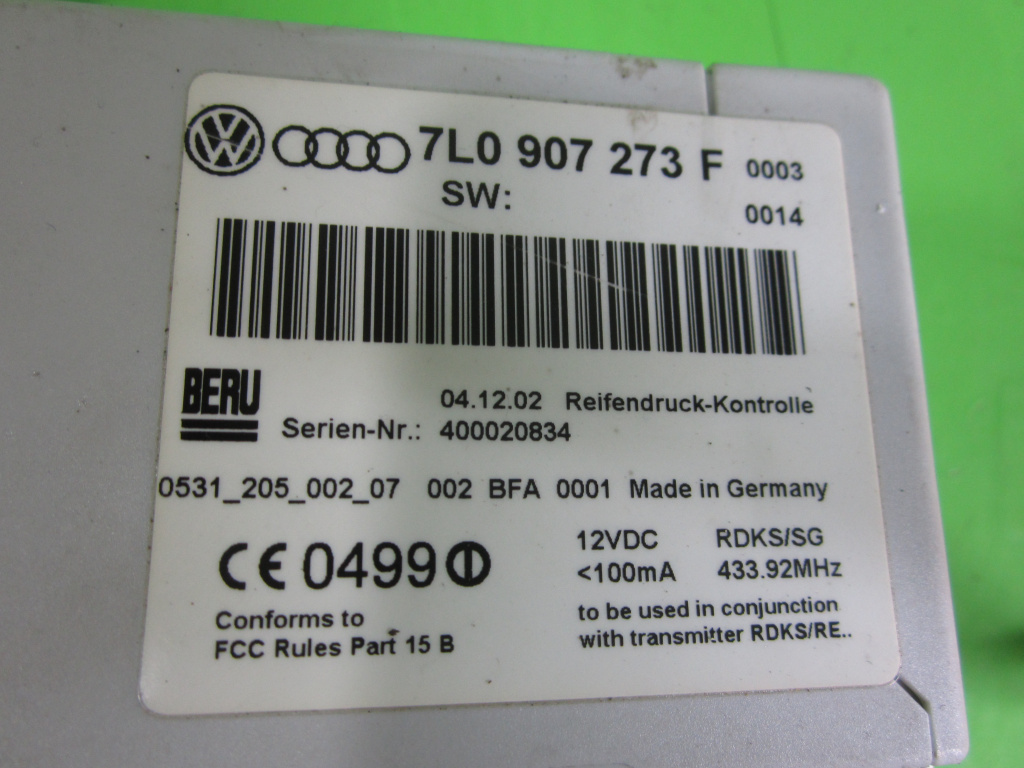 7L0 907 273 F 0003
SW: 0014
BERU
04.12.02 Reifendruck-Kontrolle
Serien-Nr.: 400020834
0531_205_002_07 002 BFA 0001 Made in Germany
CE 0499
12VDC RDKS/SG
<100mA 433.92MHz
Conforms to
FCC Rules Part 15 B
to be used in conjunction
with transmitter RDKS/RE..